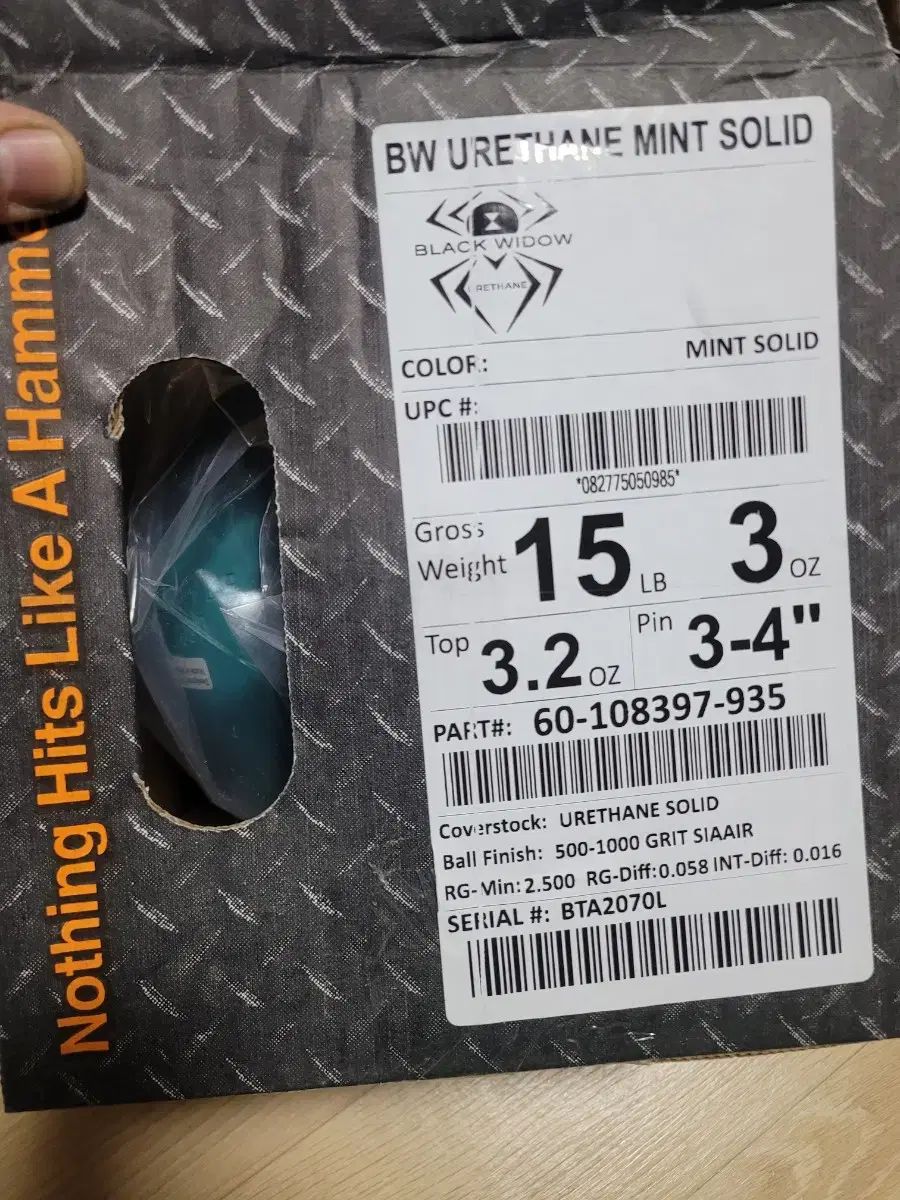 Nothing Hits Like A Hamme
BW URETHANE MINT SOLID
BLACK WIDOW
URETHANE
COLOR: MINT SOLID
UPC #:
*082775050985*
Gross Weight 15 LB 3 OZ
Top 3.2 OZ Pin 3-4"
PART#: 60-108397-935
Coverstock: URETHANE SOLID
Ball Finish: 500-1000 GRIT SIAAIR
RG-Min: 2.500 RG-Diff:0.058 INT-Diff: 0.016
SERIAL #: BTA2070L